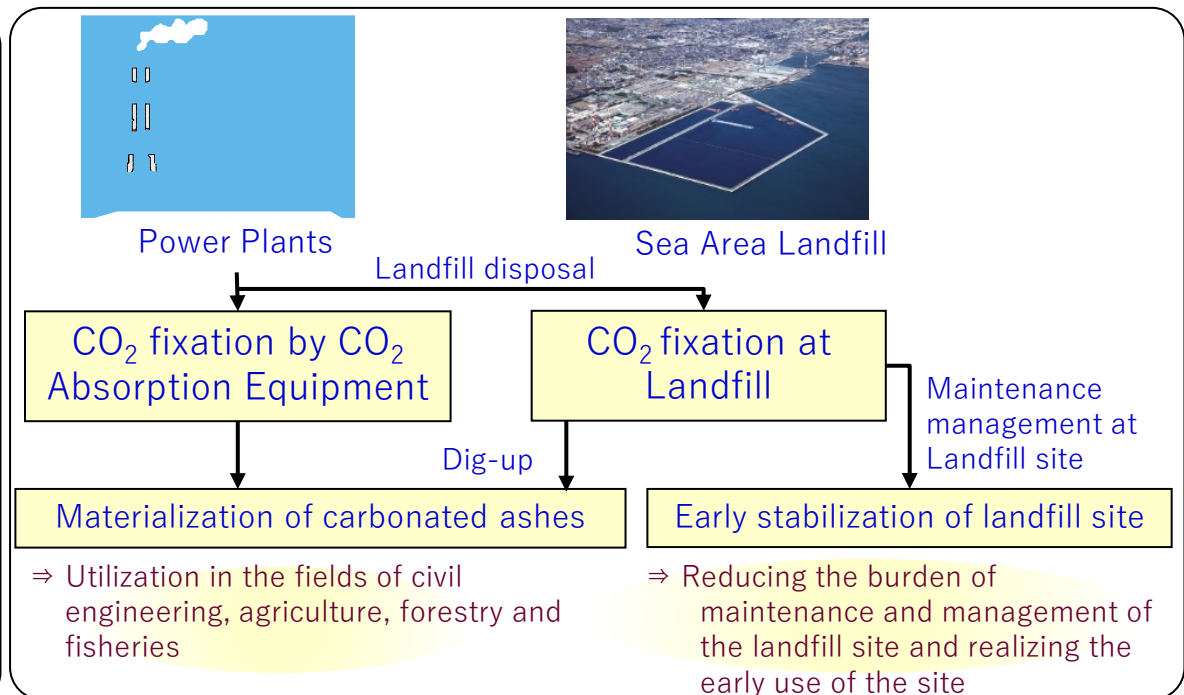 Power Plants
Sea Area Landfill
Landfill disposal
CO₂ fixation by CO₂
Absorption Equipment
CO₂ fixation at
Landfill
Maintenance
management at
Landfill site
Dig-up
Materialization of carbonated ashes
Early stabilization of landfill site
⇒ Utilization in the fields of civil
engineering, agriculture, forestry and
fisheries
⇒ Reducing the burden of
maintenance and management of
the landfill site and realizing the
early use of the site